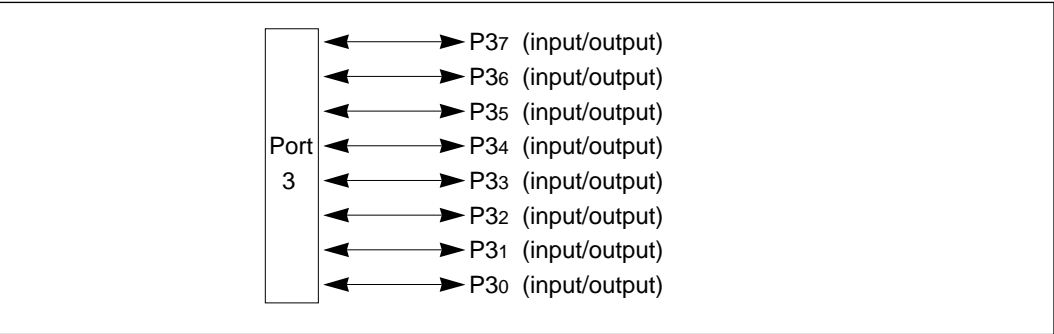 P37 (input/output)
P36 (input/output)
P35 (input/output)
Port
3
P34 (input/output)
P33 (input/output)
P32 (input/output)
P31 (input/output)
P30 (input/output)